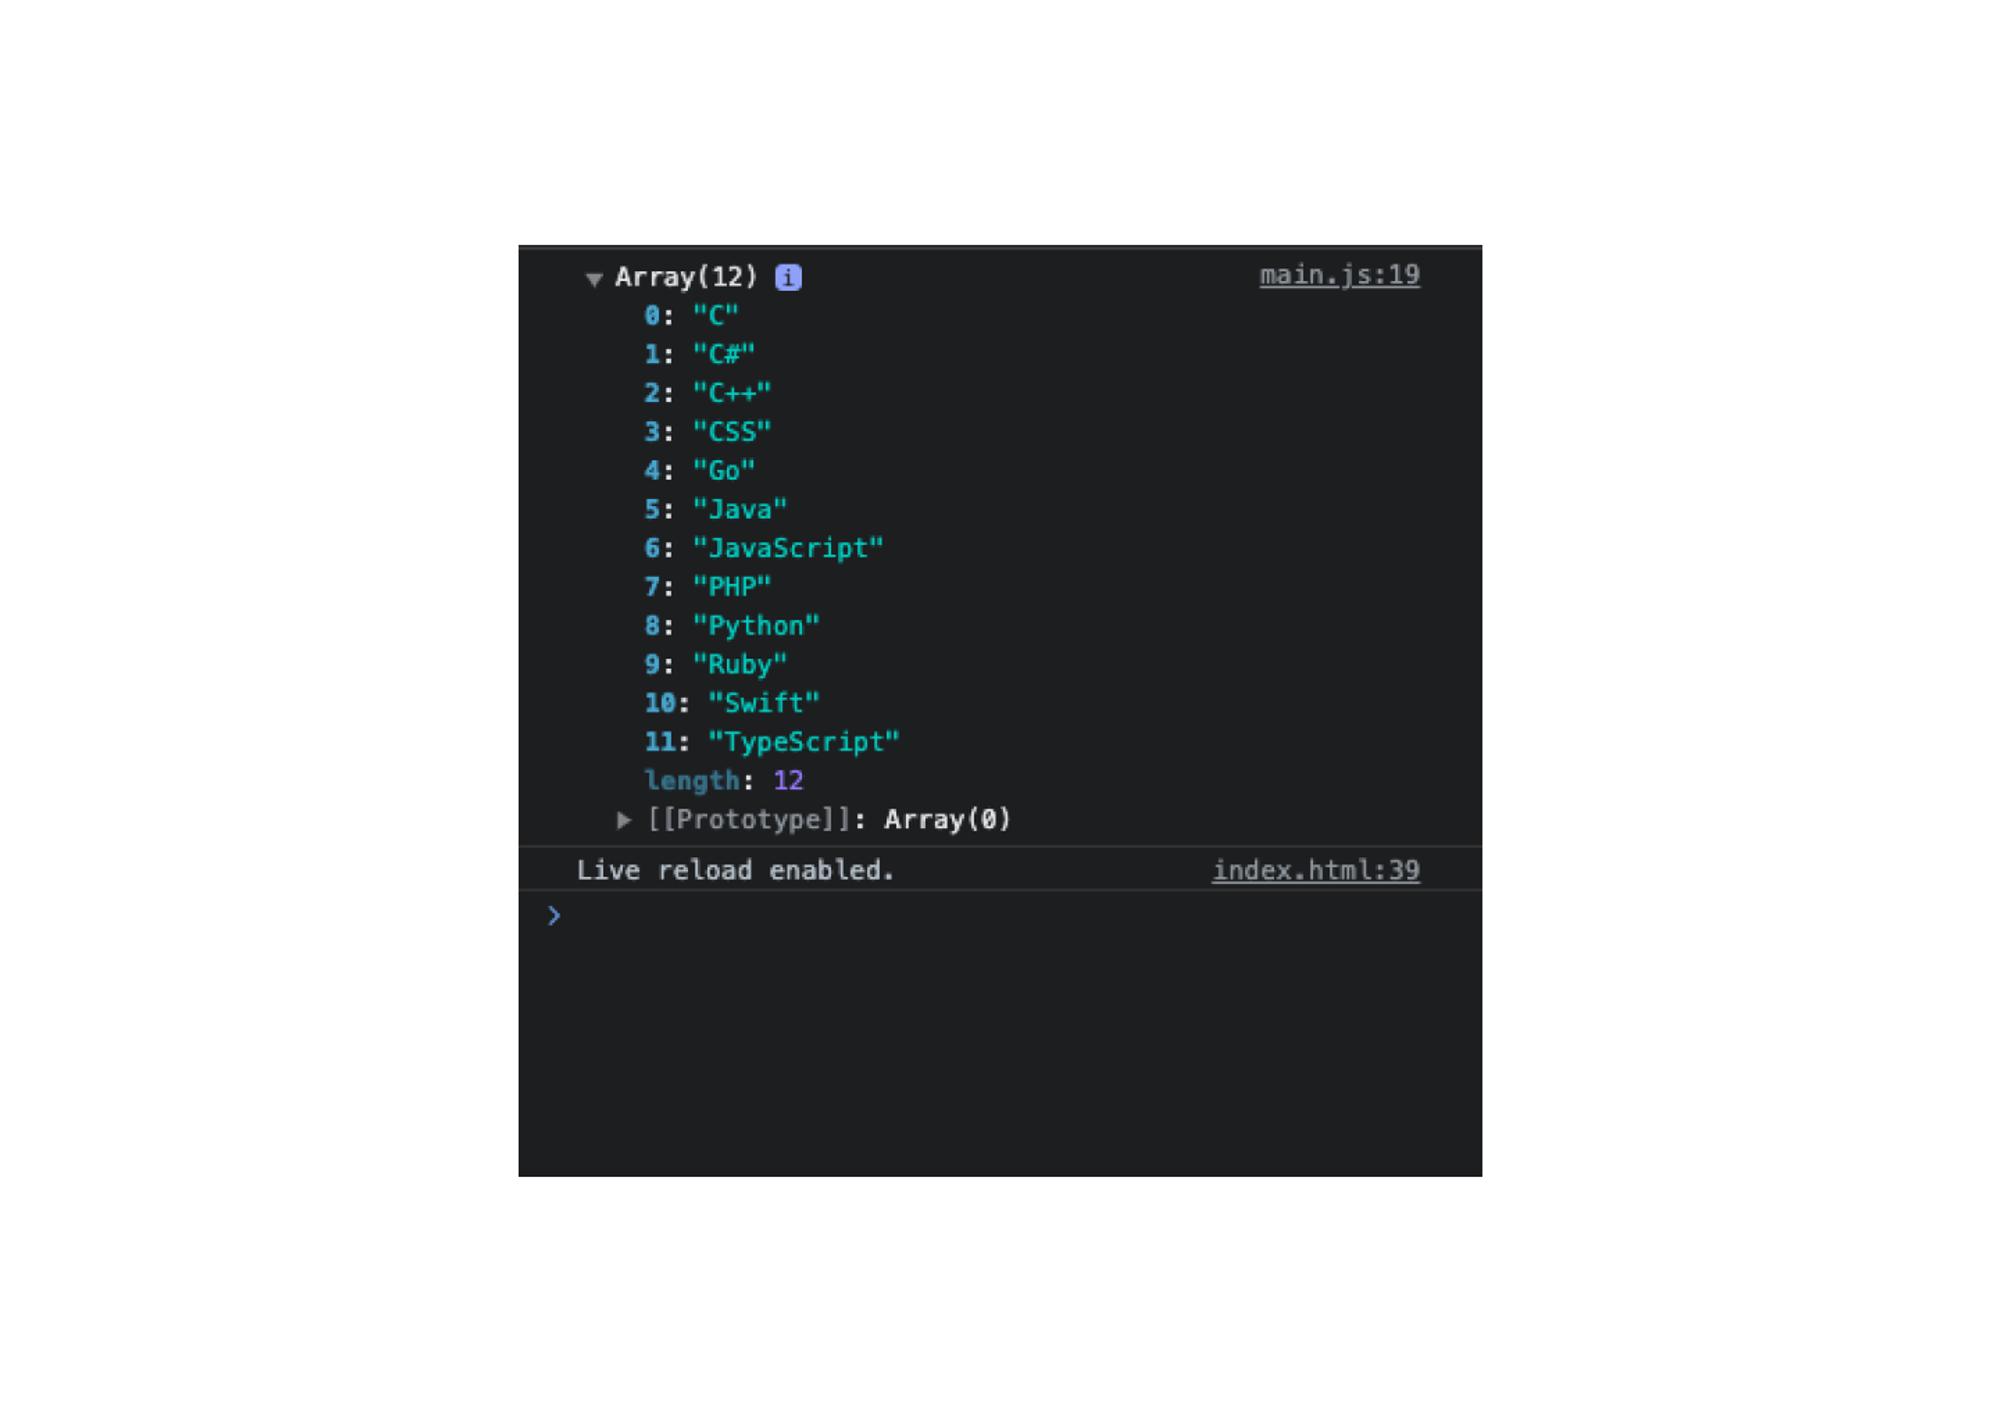 ▼ Array(12) i main.js:19
0: "C"
1: "C#"
2: "C++"
3: "CSS"
4: "Go"
5: "Java"
6: "JavaScript"
7: "PHP"
8: "Python"
9: "Ruby"
10: "Swift"
11: "TypeScript"
length: 12
▶ [[Prototype]]: Array(0)
Live reload enabled. index.html:39
>